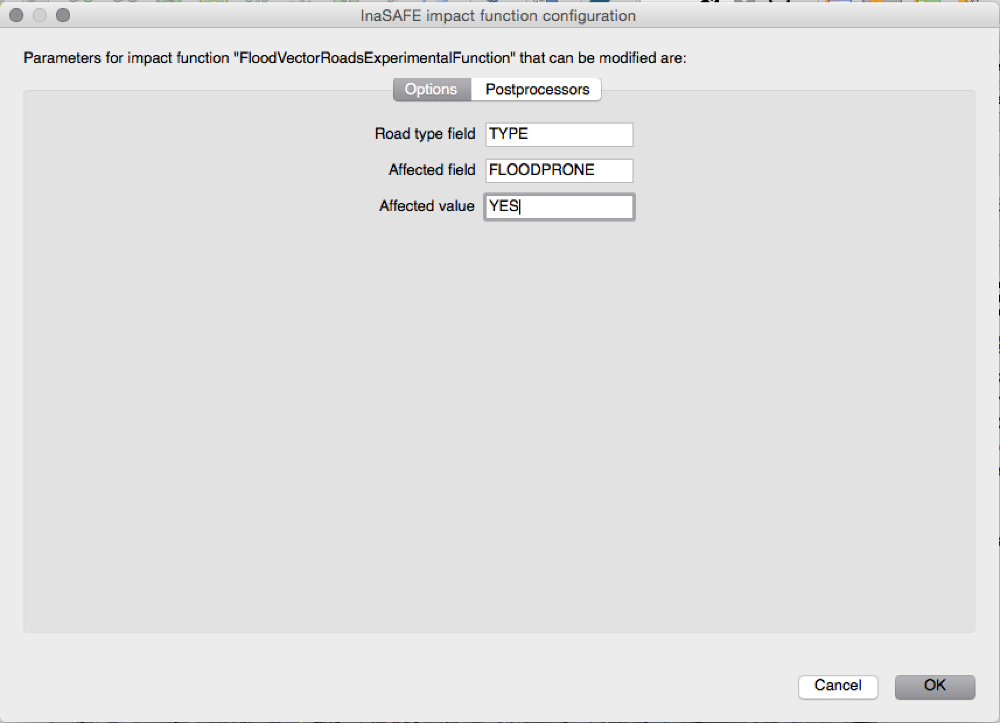 InaSAFE impact function configuration
Parameters for impact function "FloodVectorRoadsExperimentalFunction" that can be modified are:
Options Postprocessors
Road type field TYPE
Affected field FLOODPRONE
Affected value YES
Cancel OK